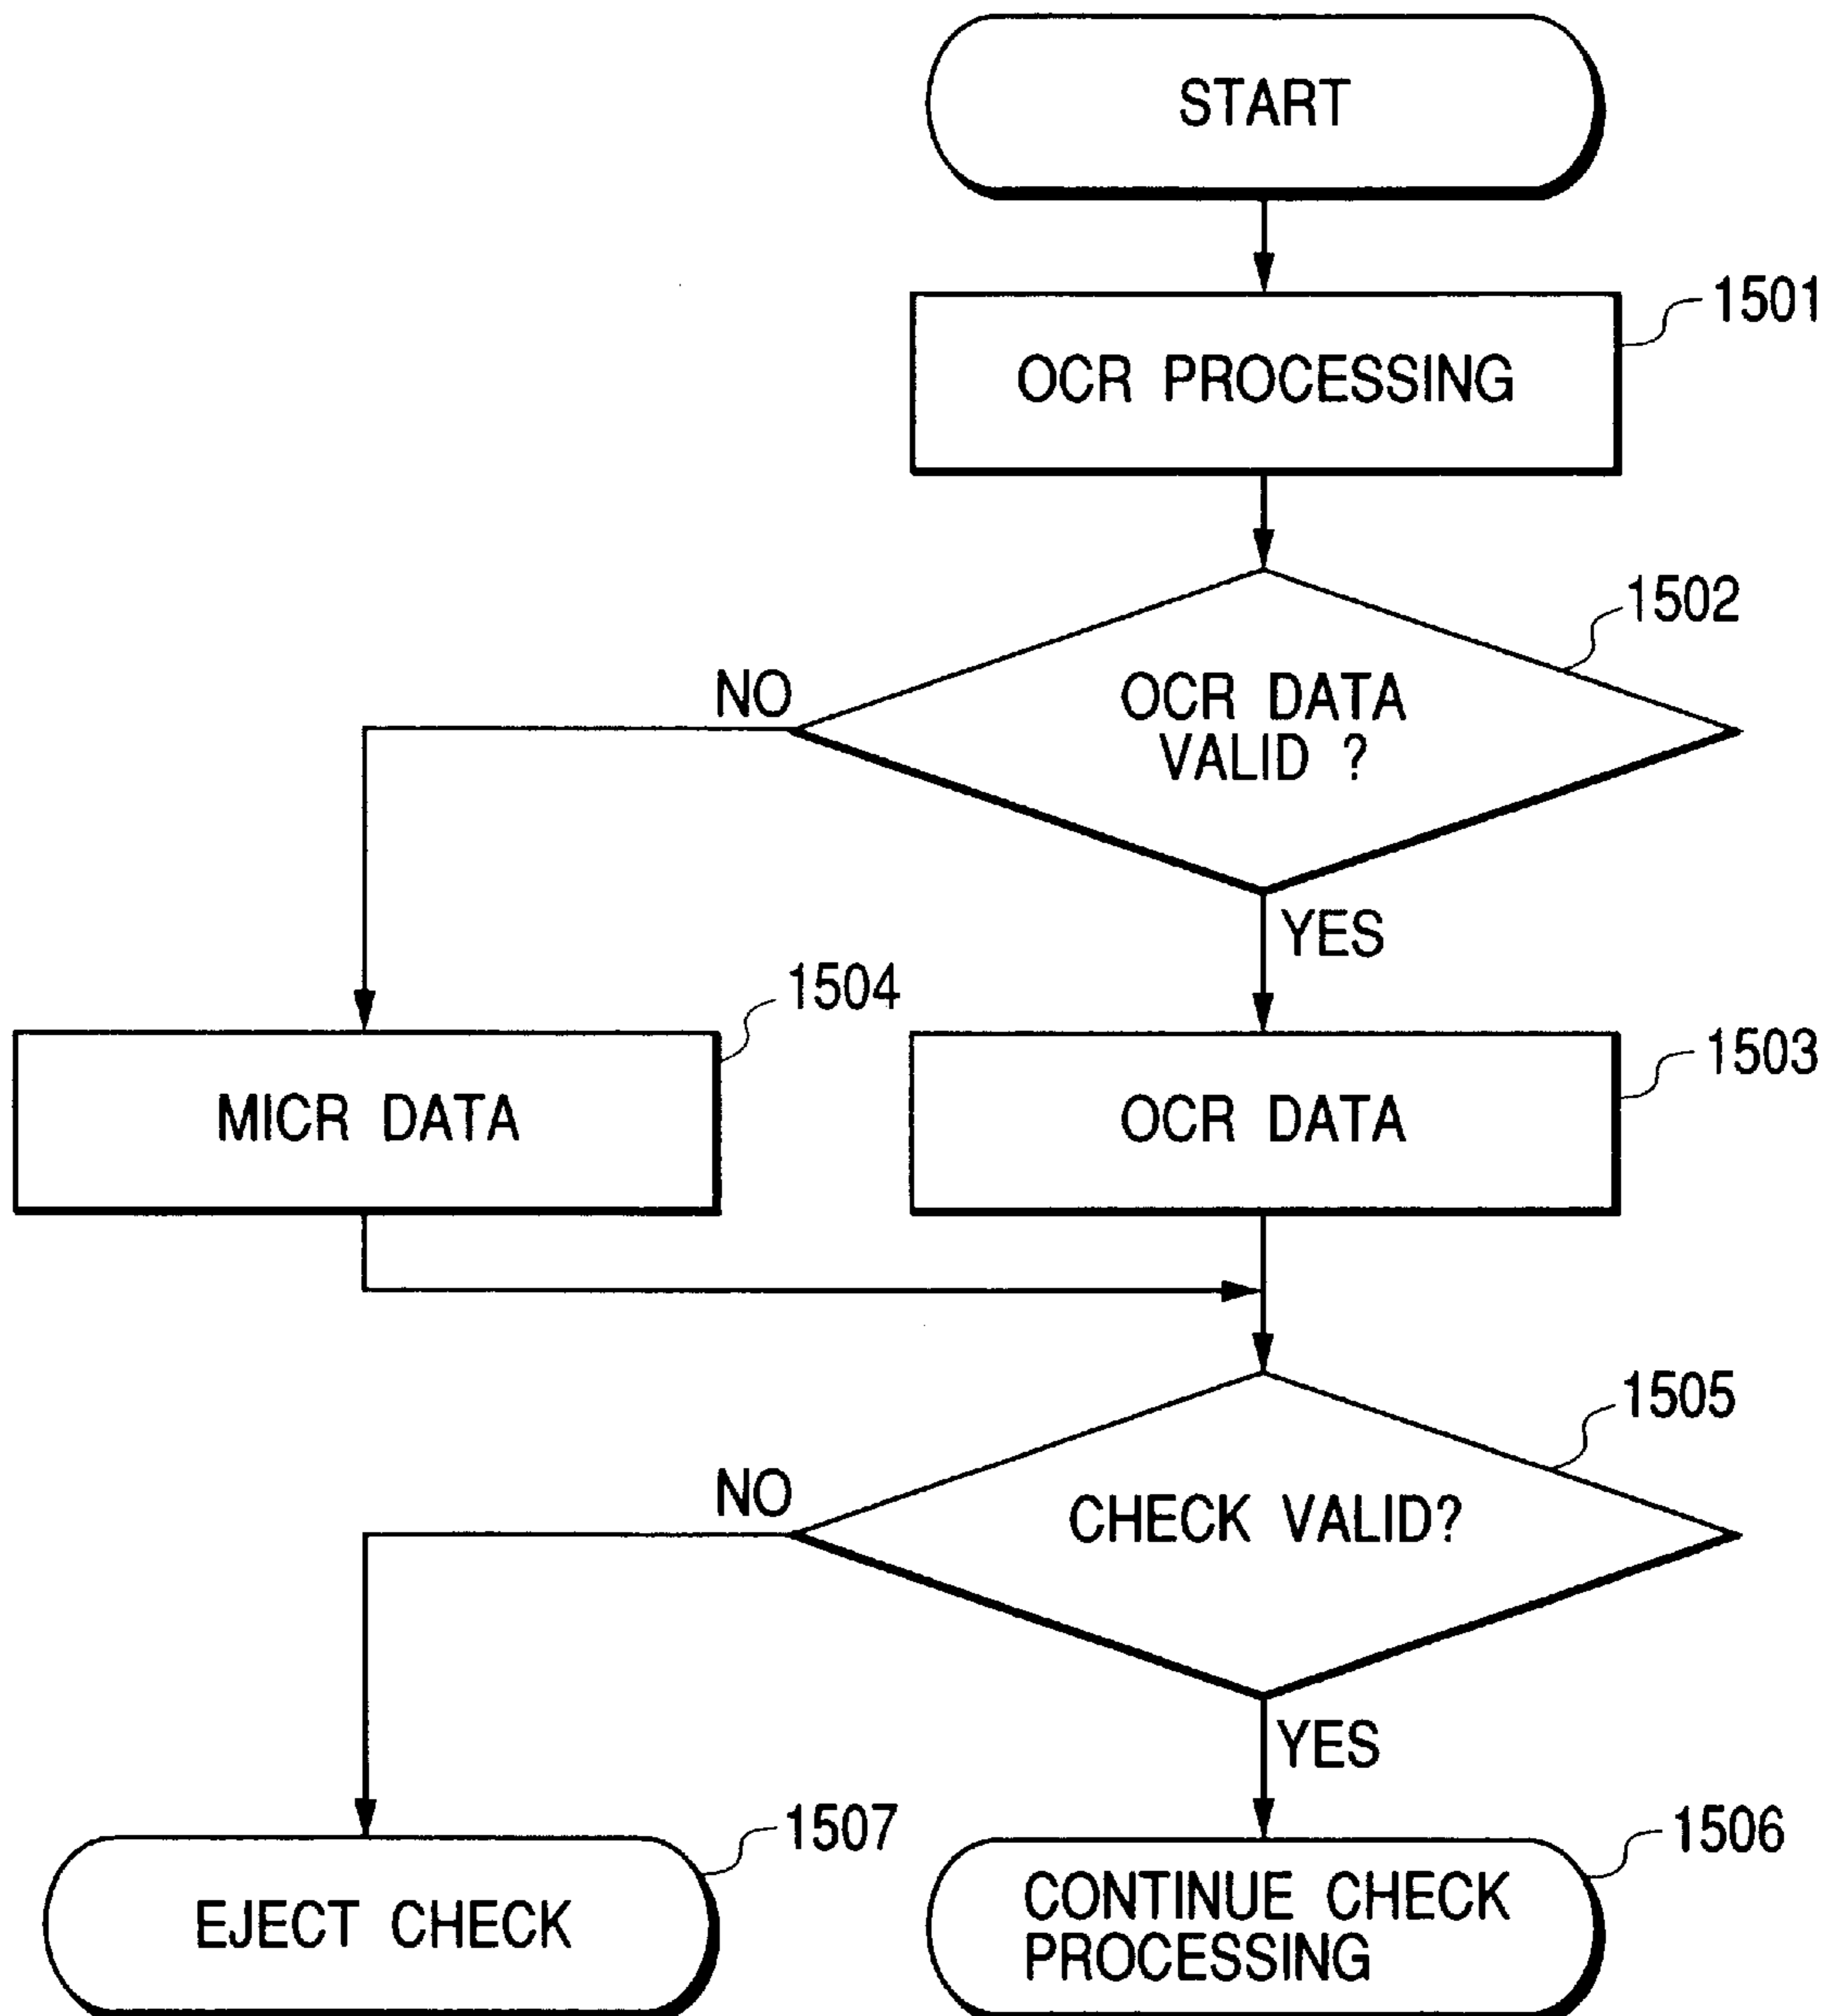 START
1501
OCR PROCESSING
1502
NO
OCR DATA
VALID ?
YES
1504
1503
MICR DATA
OCR DATA
1505
NO
CHECK VALID?
YES
1507
1506
EJECT CHECK
CONTINUE CHECK
PROCESSING